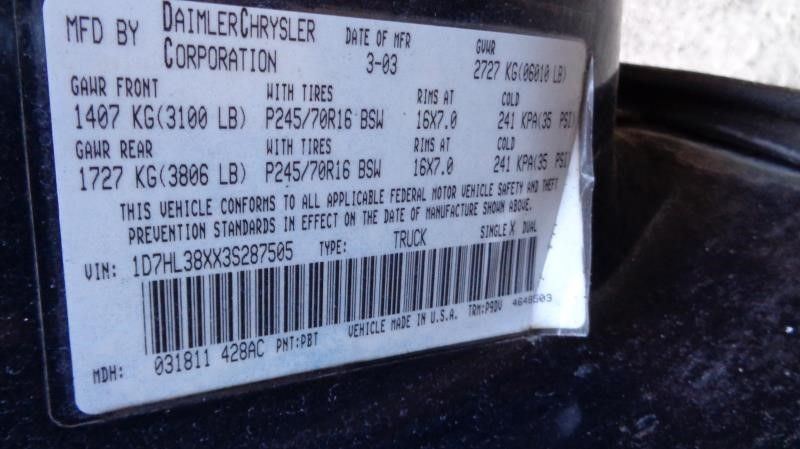 MFD BY DAIMLERCHRYSLER CORPORATION DATE OF MFR 3-03 GVWR 2727 KG(06010 LB)
GAWR FRONT WITH TIRES RIMS AT COLD
1407 KG(3100 LB) P245/70R16 BSW 16X7.0 241 KPA(35 PSI)
GAWR REAR WITH TIRES RIMS AT COLD
1727 KG(3806 LB) P245/70R16 BSW 16X7.0 241 KPA(35 PSI)
THIS VEHICLE CONFORMS TO ALL APPLICABLE FEDERAL MOTOR VEHICLE SAFETY AND THEFT
PREVENTION STANDARDS IN EFFECT ON THE DATE OF MANUFACTURE SHOWN ABOVE.
VIN: 1D7HL38XX3S287505 TYPE: TRUCK SINGLE X DUAL
MDH: 031811 428AC PNT:PBT VEHICLE MADE IN U.S.A. TRM:P9DV 4648503